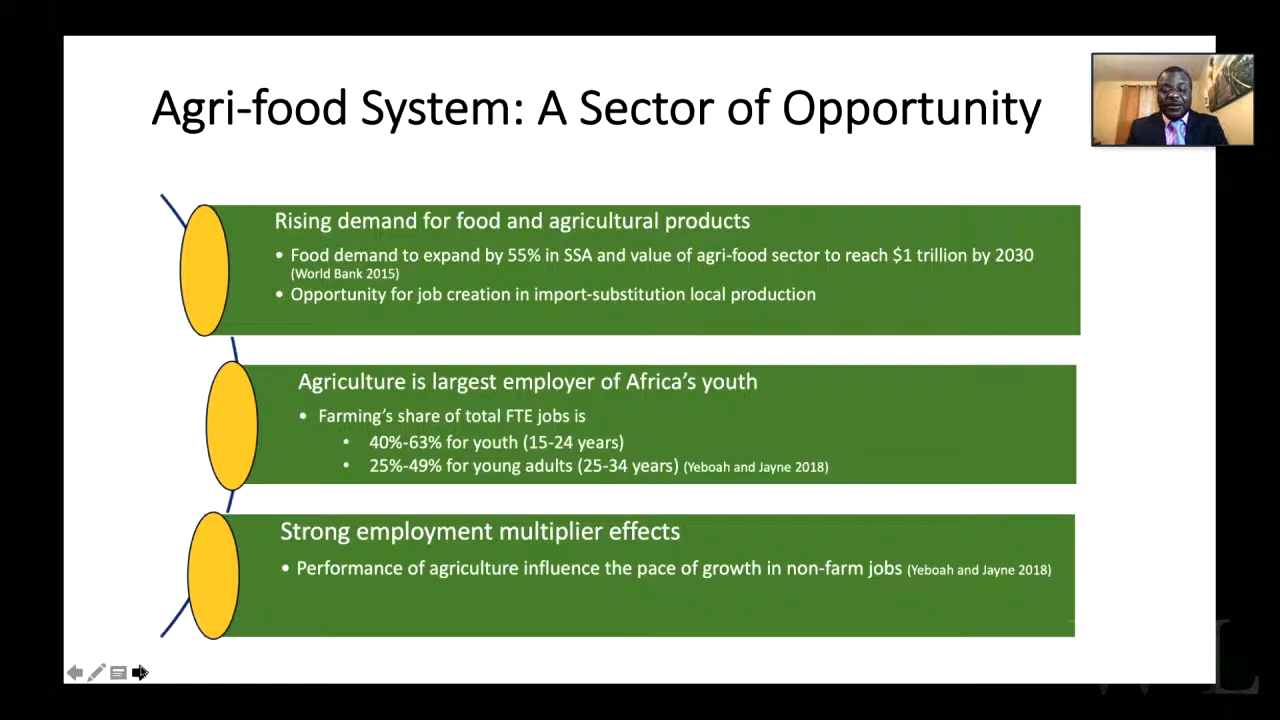 Agri-food System: A Sector of Opportunity
Rising demand for food and agricultural products
• Food demand to expand by 55% in SSA and value of agri-food sector to reach $1 trillion by 2030
(World Bank 2015)
• Opportunity for job creation in import-substitution local production
Agriculture is largest employer of Africa's youth
• Farming's share of total FTE jobs is
• 40%-63% for youth (15-24 years)
• 25%-49% for young adults (25-34 years) (Yeboah and Jayne 2018)
Strong employment multiplier effects
• Performance of agriculture influence the pace of growth in non-farm jobs (Yeboah and Jayne 2018)